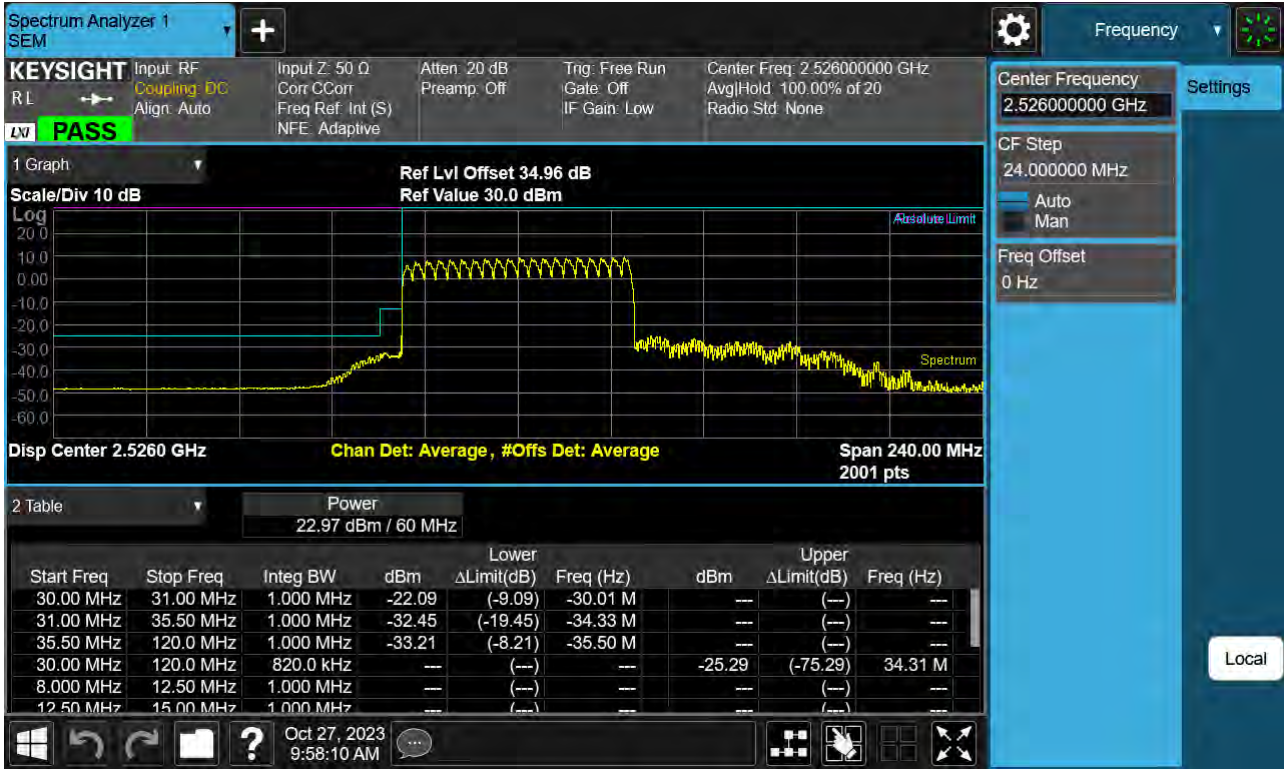 Spectrum Analyzer 1
SEM
Frequency
KEYSIGHT
Input: RF
Coupling: DC
Align: Auto
Input Z: 50 Ω
Corr CCorr
Freq Ref: Int (S)
NFE: Adaptive
Atten: 20 dB
Preamp: Off
Trig: Free Run
Gate: Off
IF Gain: Low
Center Freq: 2.526000000 GHz
Avg|Hold: 100.00% of 20
Radio Std: None
R L
LXI PASS
Center Frequency
2.526000000 GHz
Settings
CF Step
24.000000 MHz
Auto
Man
Freq Offset
0 Hz
Local
1 Graph
Scale/Div 10 dB
Ref Lvl Offset 34.96 dB
Ref Value 30.0 dBm
Log
20.0
10.0
0.00
-10.0
-20.0
-30.0
-40.0
-50.0
-60.0
Limit
Spectrum
Disp Center 2.5260 GHz
Chan Det: Average , #Offs Det: Average
Span 240.00 MHz
2001 pts
2 Table
Power
22.97 dBm / 60 MHz
Lower Upper
Start Freq Stop Freq Integ BW dBm ΔLimit(dB) Freq (Hz) dBm ΔLimit(dB) Freq (Hz)
30.00 MHz 31.00 MHz 1.000 MHz -22.09 (-9.09) -30.01 M --- (---) ---
31.00 MHz 35.50 MHz 1.000 MHz -32.45 (-19.45) -34.33 M --- (---) ---
35.50 MHz 120.0 MHz 1.000 MHz -33.21 (-8.21) -35.50 M --- (---) ---
30.00 MHz 120.0 MHz 820.0 kHz --- (---) --- -25.29 (-75.29) 34.31 M
8.000 MHz 12.50 MHz 1.000 MHz --- (---) --- --- (---) ---
12.50 MHz 15.00 MHz 1.000 MHz --- (---) --- --- (---) ---
Oct 27, 2023
9:58:10 AM